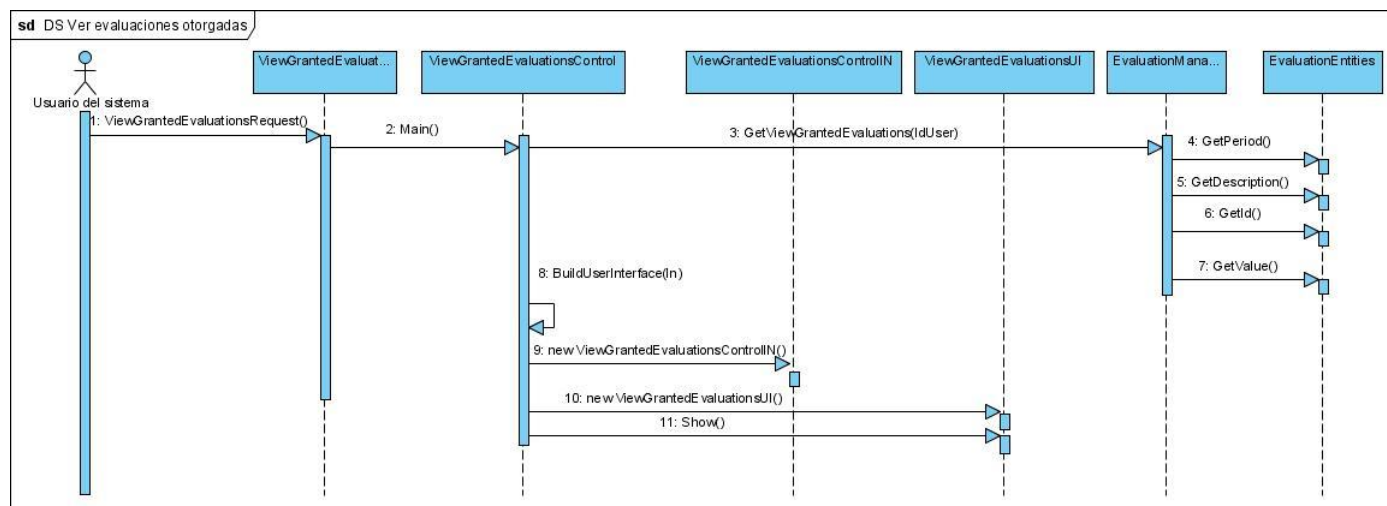 sd DS Ver evaluaciones otorgadas
Usuario del sistema
ViewGrantedEvaluat...
ViewGrantedEvaluationsControl
ViewGrantedEvaluationsControlIN
ViewGrantedEvaluationsUI
EvaluationMana...
EvaluationEntities
1: ViewGrantedEvaluationsRequest()
2: Main()
3: GetViewGrantedEvaluations(IdUser)
4: GetPeriod()
5: GetDescription()
6: GetId()
7: GetValue()
8: BuildUserInterface(In)
9: new ViewGrantedEvaluationsControlIN()
10: new ViewGrantedEvaluationsUI()
11: Show()